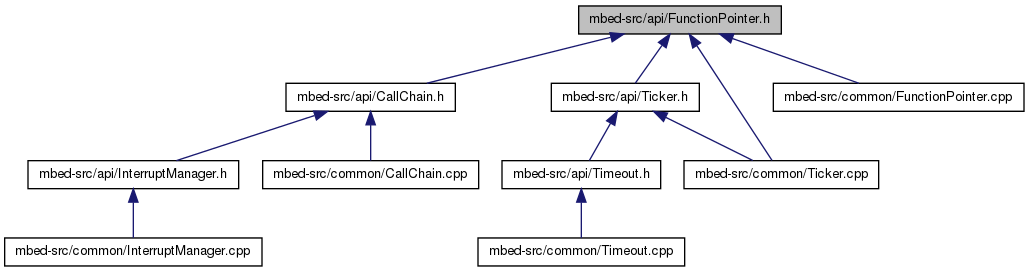 mbed-src/api/FunctionPointer.h
mbed-src/api/CallChain.h
mbed-src/api/Ticker.h
mbed-src/common/FunctionPointer.cpp
mbed-src/api/InterruptManager.h
mbed-src/common/CallChain.cpp
mbed-src/api/Timeout.h
mbed-src/common/Ticker.cpp
mbed-src/common/InterruptManager.cpp
mbed-src/common/Timeout.cpp